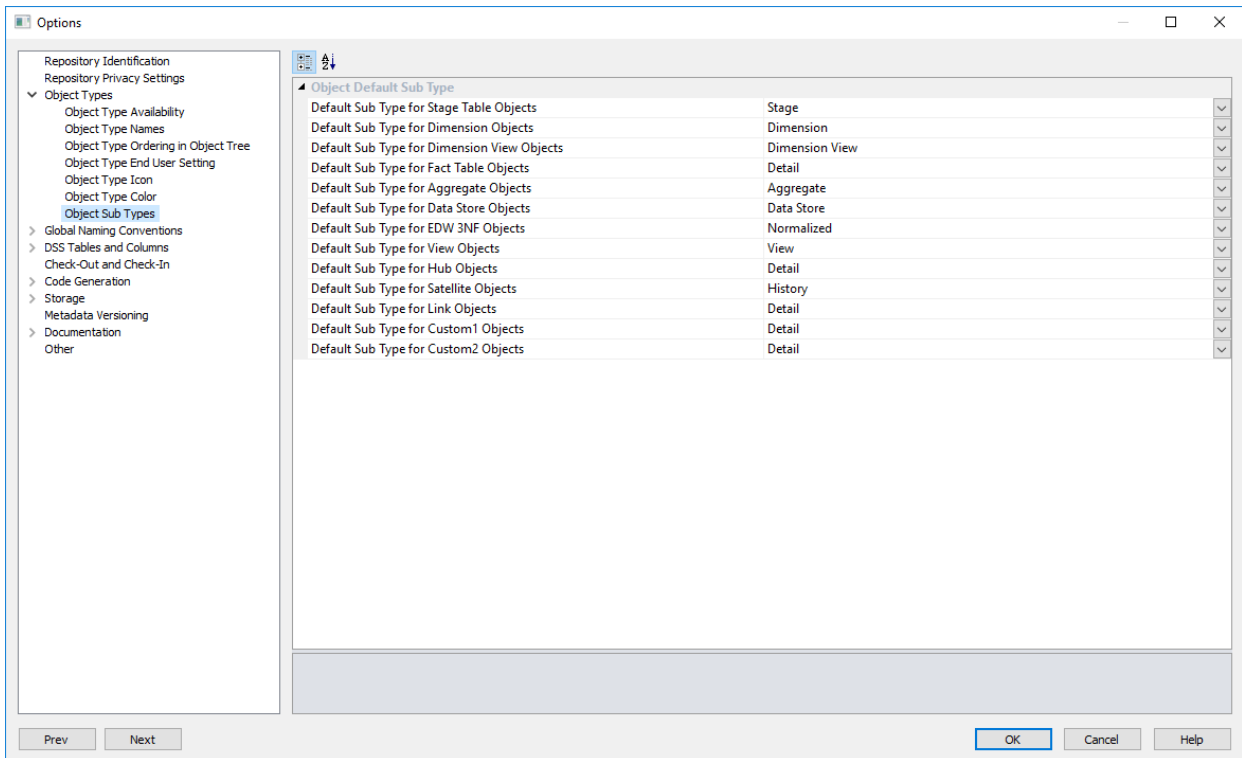 Options
Repository Identification
Repository Privacy Settings
Object Types
Object Type Availability
Object Type Names
Object Type Ordering in Object Tree
Object Type End User Setting
Object Type Icon
Object Type Color
Object Sub Types
Global Naming Conventions
DSS Tables and Columns
Check-Out and Check-In
Code Generation
Storage
Metadata Versioning
Documentation
Other
Object Default Sub Type
Default Sub Type for Stage Table Objects Stage
Default Sub Type for Dimension Objects Dimension
Default Sub Type for Dimension View Objects Dimension View
Default Sub Type for Fact Table Objects Detail
Default Sub Type for Aggregate Objects Aggregate
Default Sub Type for Data Store Objects Data Store
Default Sub Type for EDW 3NF Objects Normalized
Default Sub Type for View Objects View
Default Sub Type for Hub Objects Detail
Default Sub Type for Satellite Objects History
Default Sub Type for Link Objects Detail
Default Sub Type for Custom1 Objects Detail
Default Sub Type for Custom2 Objects Detail
Prev Next OK Cancel Help